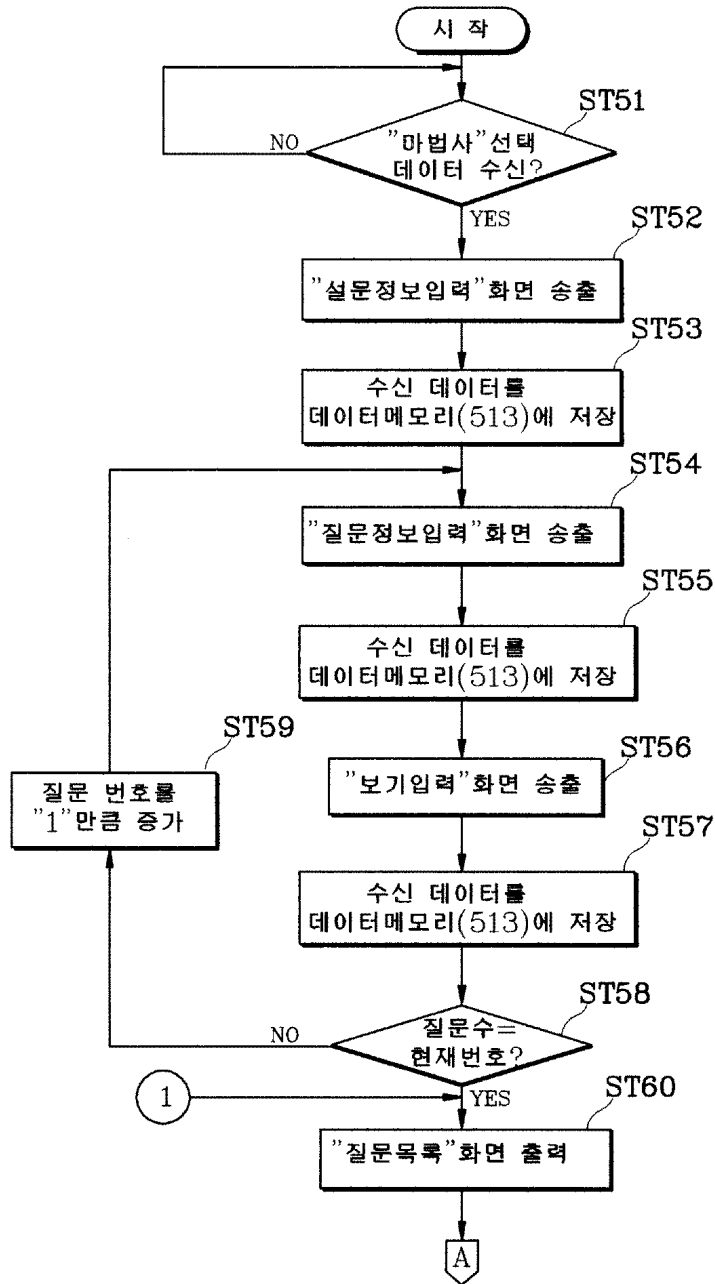 시 작
ST51
"마법사"선택
데이터 수신?
NO
YES
ST52
"설문정보입력"화면 송출
ST53
수신 데이터를
데이터메모리(513)에 저장
ST54
"질문정보입력"화면 송출
ST55
수신 데이터를
데이터메모리(513)에 저장
ST59
질문 번호를
"1"만큼 증가
ST56
"보기입력"화면 송출
ST57
수신 데이터를
데이터메모리(513)에 저장
ST58
질문수=
현재번호?
NO
YES
1
ST60
"질문목록"화면 출력
A